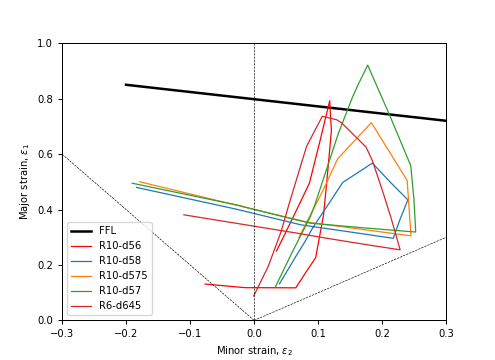 1.0
0.8
0.6
0.4
0.2
0.0
Major strain, ε1
FFL
R10-d56
R10-d58
R10-d575
R10-d57
R6-d645
−0.3 −0.2 −0.1 0.0 0.1 0.2 0.3
Minor strain, ε2